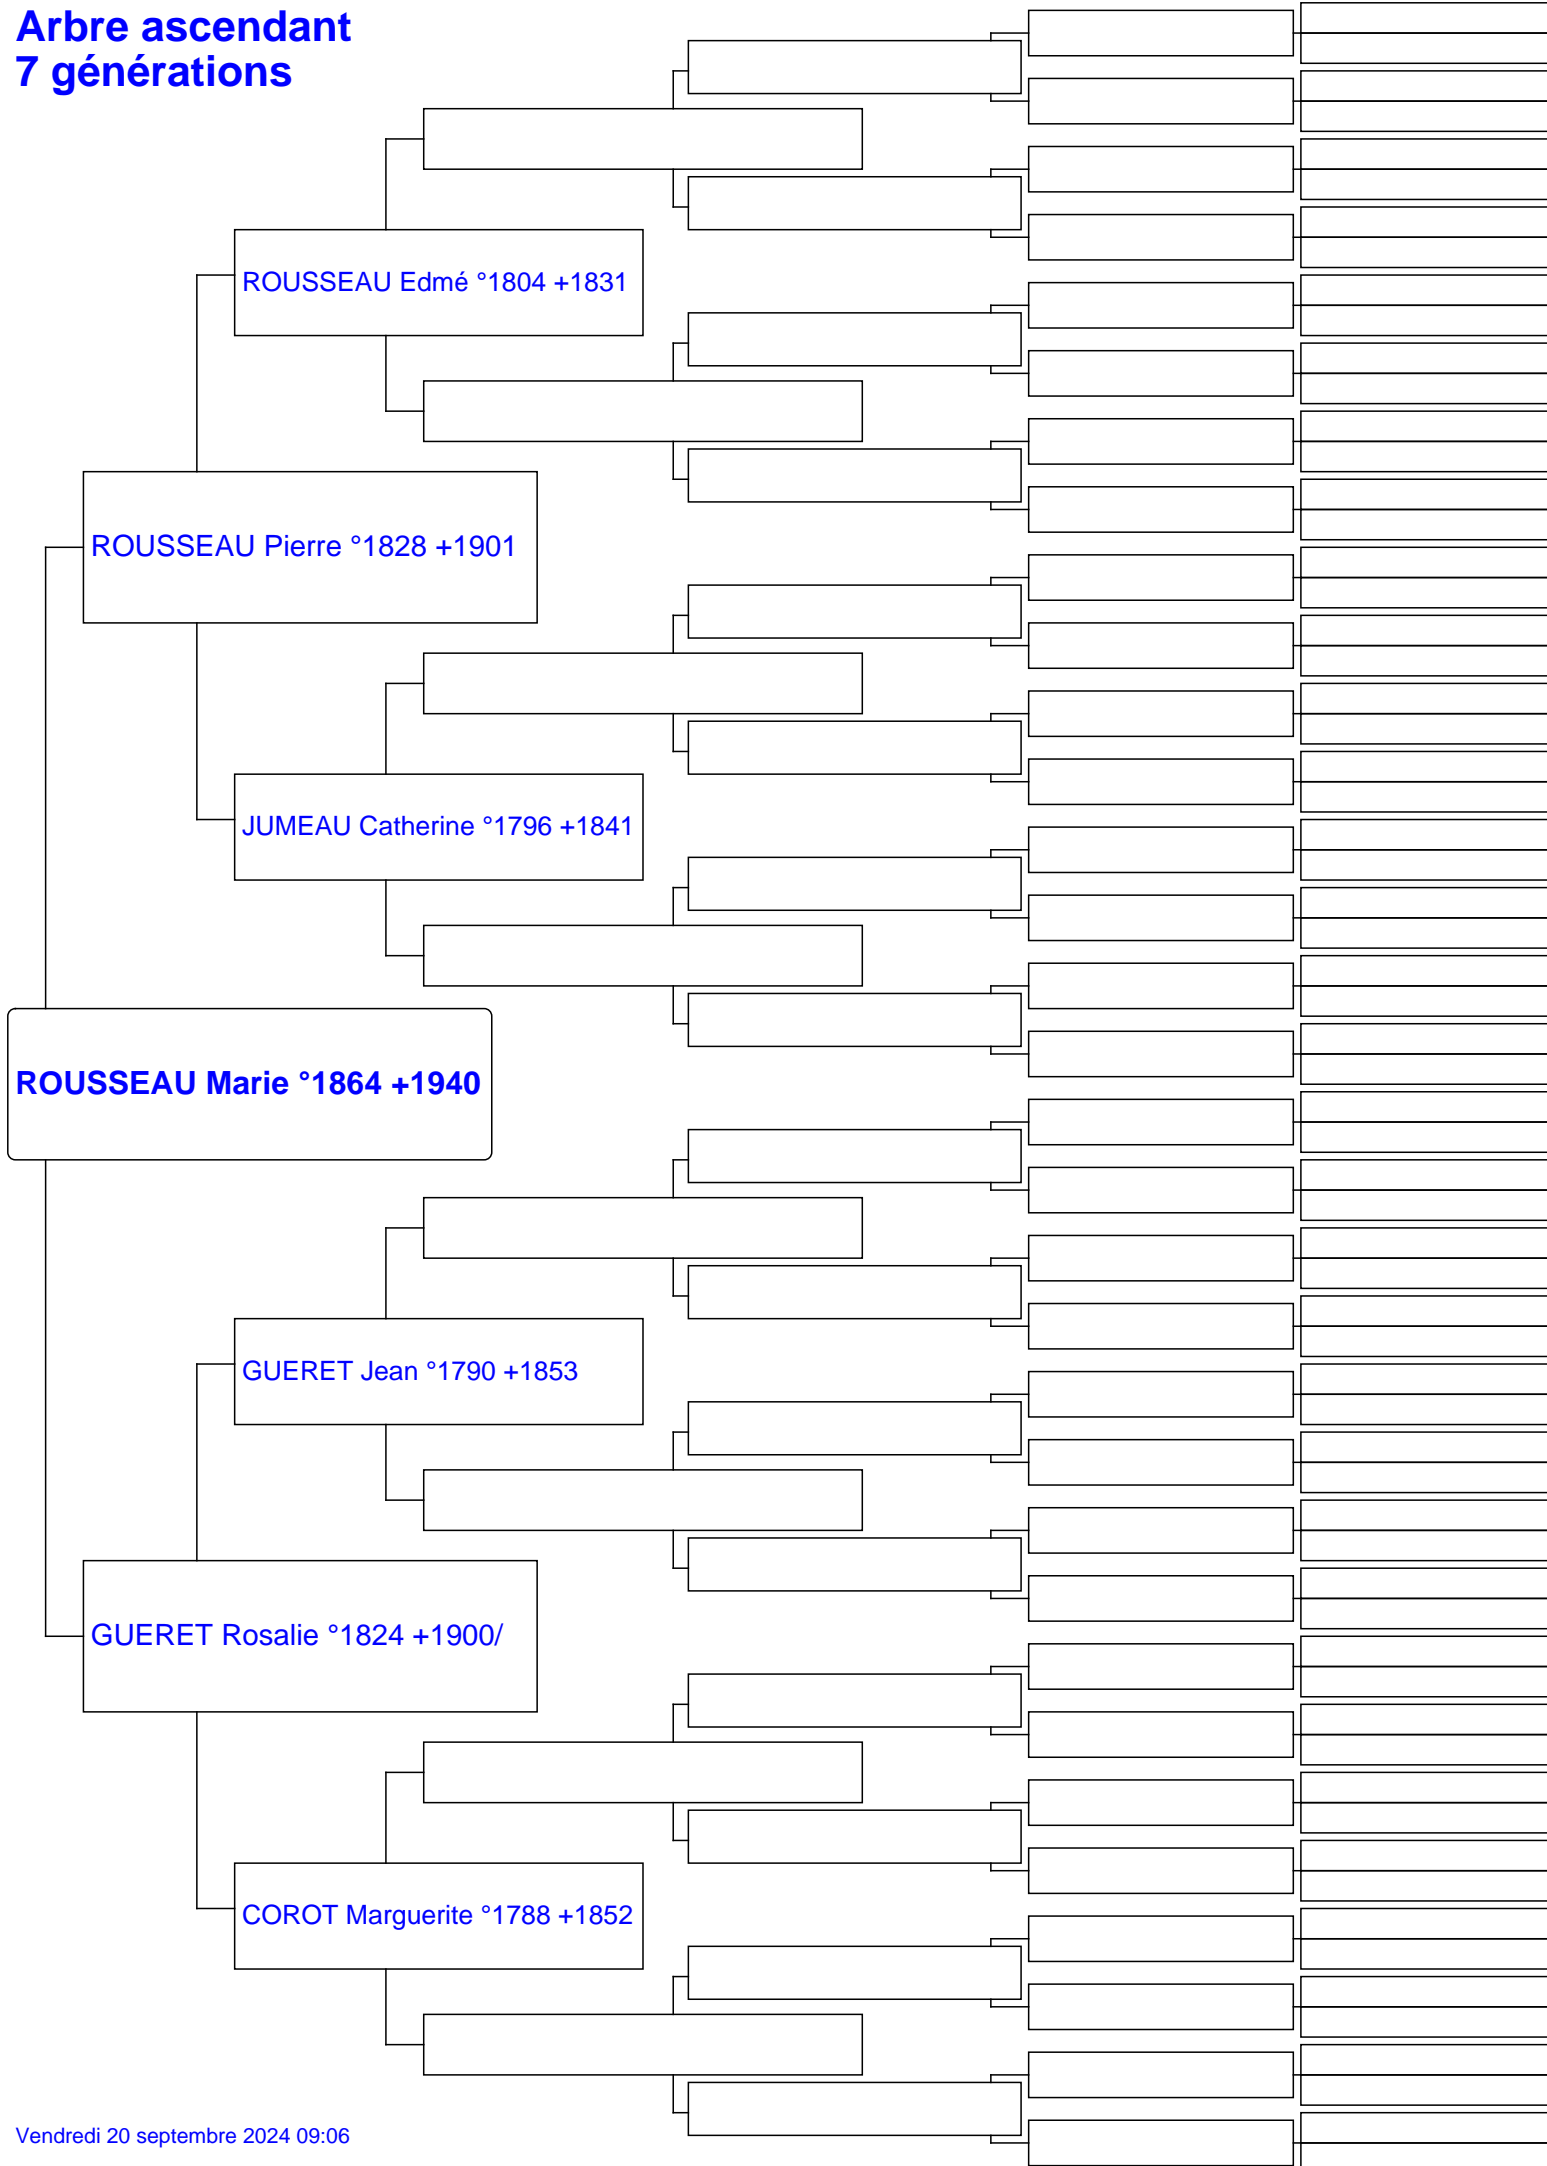 Arbre ascendant
7 générations
ROUSSEAU Edmé °1804 +1831
ROUSSEAU Pierre °1828 +1901
JUMEAU Catherine °1796 +1841
ROUSSEAU Marie °1864 +1940
GUERET Jean °1790 +1853
GUERET Rosalie °1824 +1900/
COROT Marguerite °1788 +1852
Vendredi 20 septembre 2024 09:06